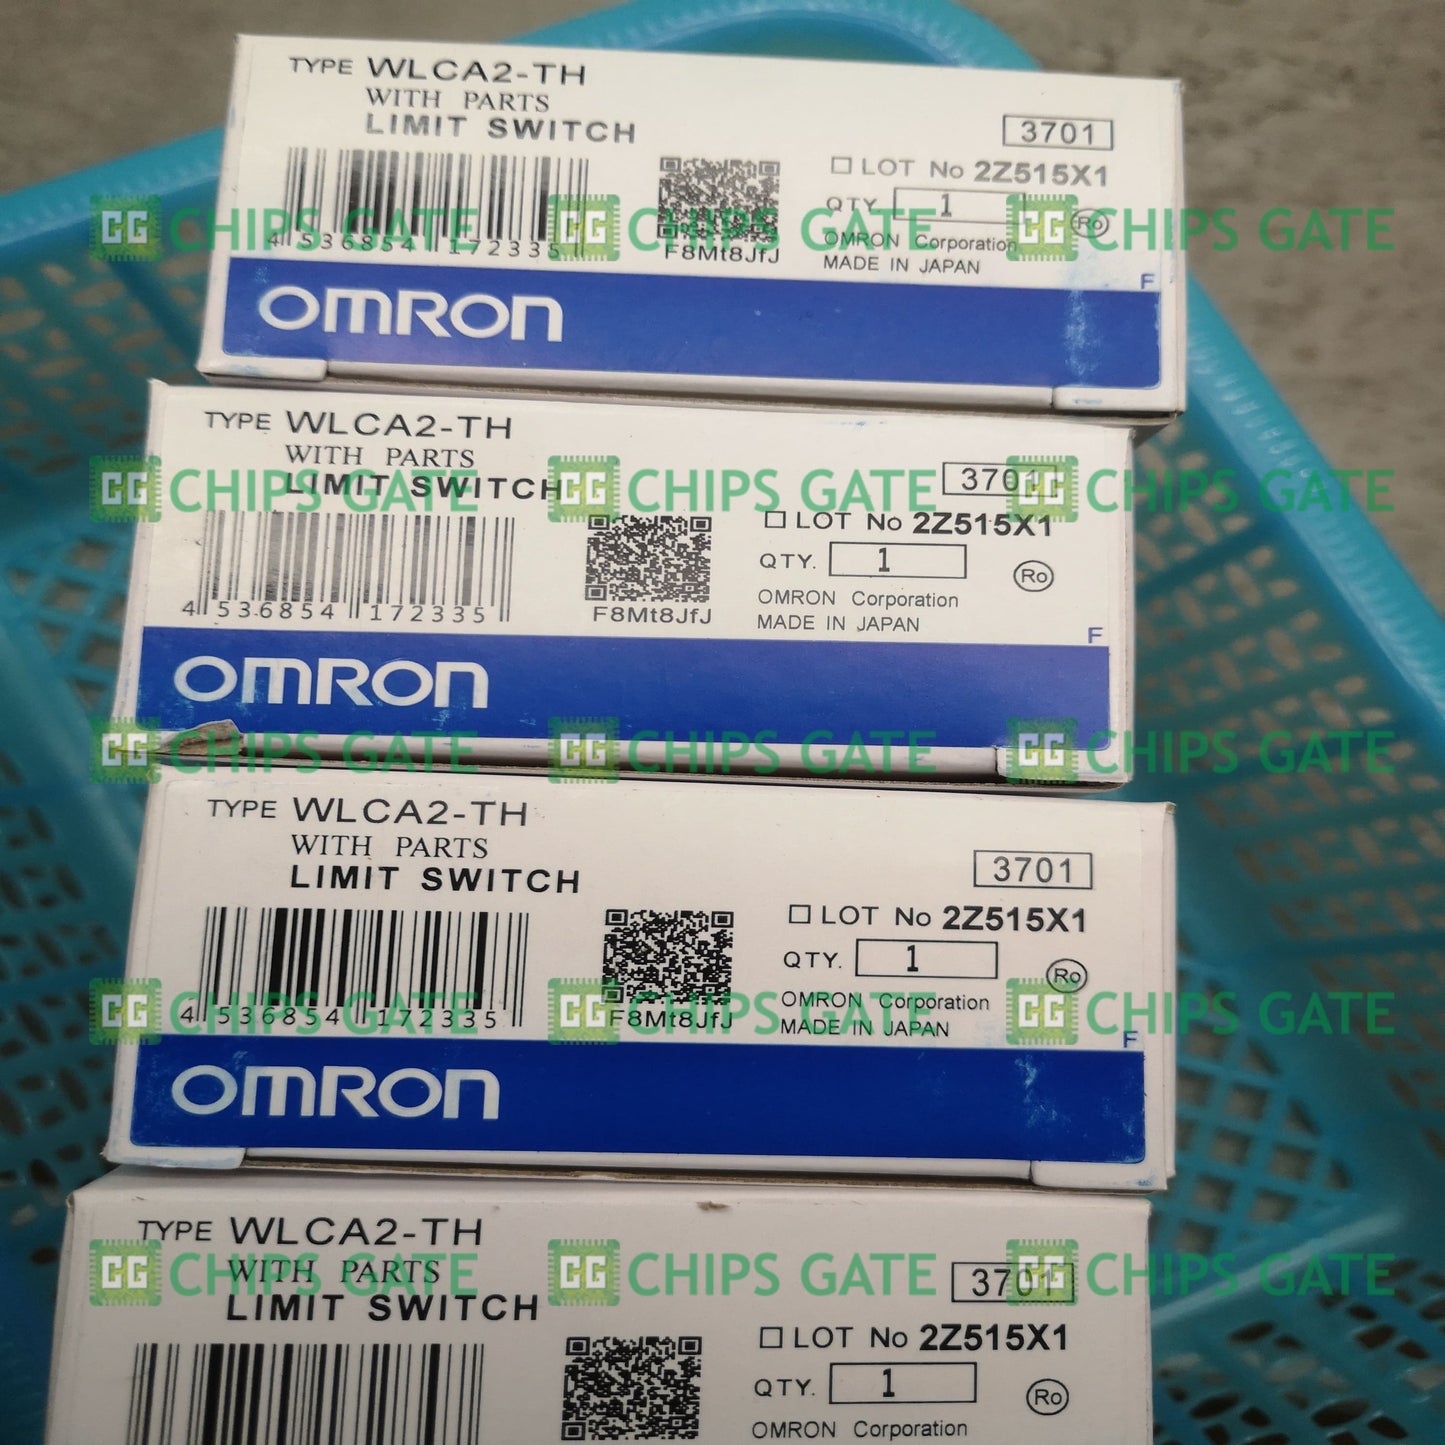 TYPE WLCA2-TH
WITH PARTS
LIMIT SWITCH
3701
LOT No 2Z515X1
QTY. 1
Ro
OMRON Corporation
MADE IN JAPAN
4 536854 172335
F8Mt8JfJ
F
OMRON
TYPE WLCA2-TH
WITH PARTS
LIMIT SWITCH
3701
LOT No 2Z515X1
QTY. 1
Ro
OMRON Corporation
MADE IN JAPAN
4 536854 172335
F8Mt8JfJ
F
OMRON
TYPE WLCA2-TH
WITH PARTS
LIMIT SWITCH
3701
LOT No 2Z515X1
QTY. 1
Ro
OMRON Corporation
MADE IN JAPAN
4 536854 172335
F8Mt8JfJ
F
OMRON
TYPE WLCA2-TH
WITH PARTS
LIMIT SWITCH
3701
LOT No 2Z515X1
QTY. 1
Ro
OMRON Corporation
CG CHIPS GATE CG CHIPS GATE CG CHIPS GATE
CG CHIPS GATE CG CHIPS GATE CG CHIPS GATE
CG CHIPS GATE CG CHIPS GATE CG CHIPS GATE
CG CHIPS GATE CG CHIPS GATE CG CHIPS GATE
CG CHIPS GATE CG CHIPS GATE CG CHIPS GATE